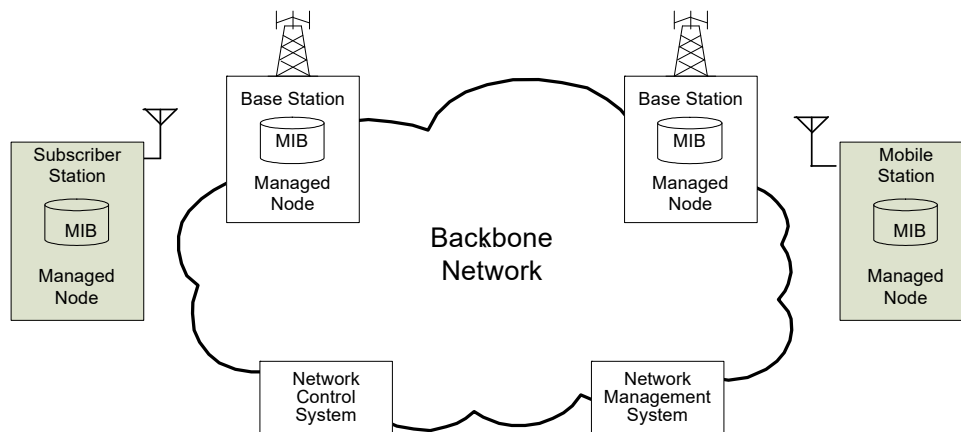 Base Station
MIB
Managed
Node
Base Station
MIB
Managed
Node
Subscriber
Station
MIB
Managed
Node
Mobile
Station
MIB
Managed
Node
Backbone
Network
Network
Control
System
Network
Management
System